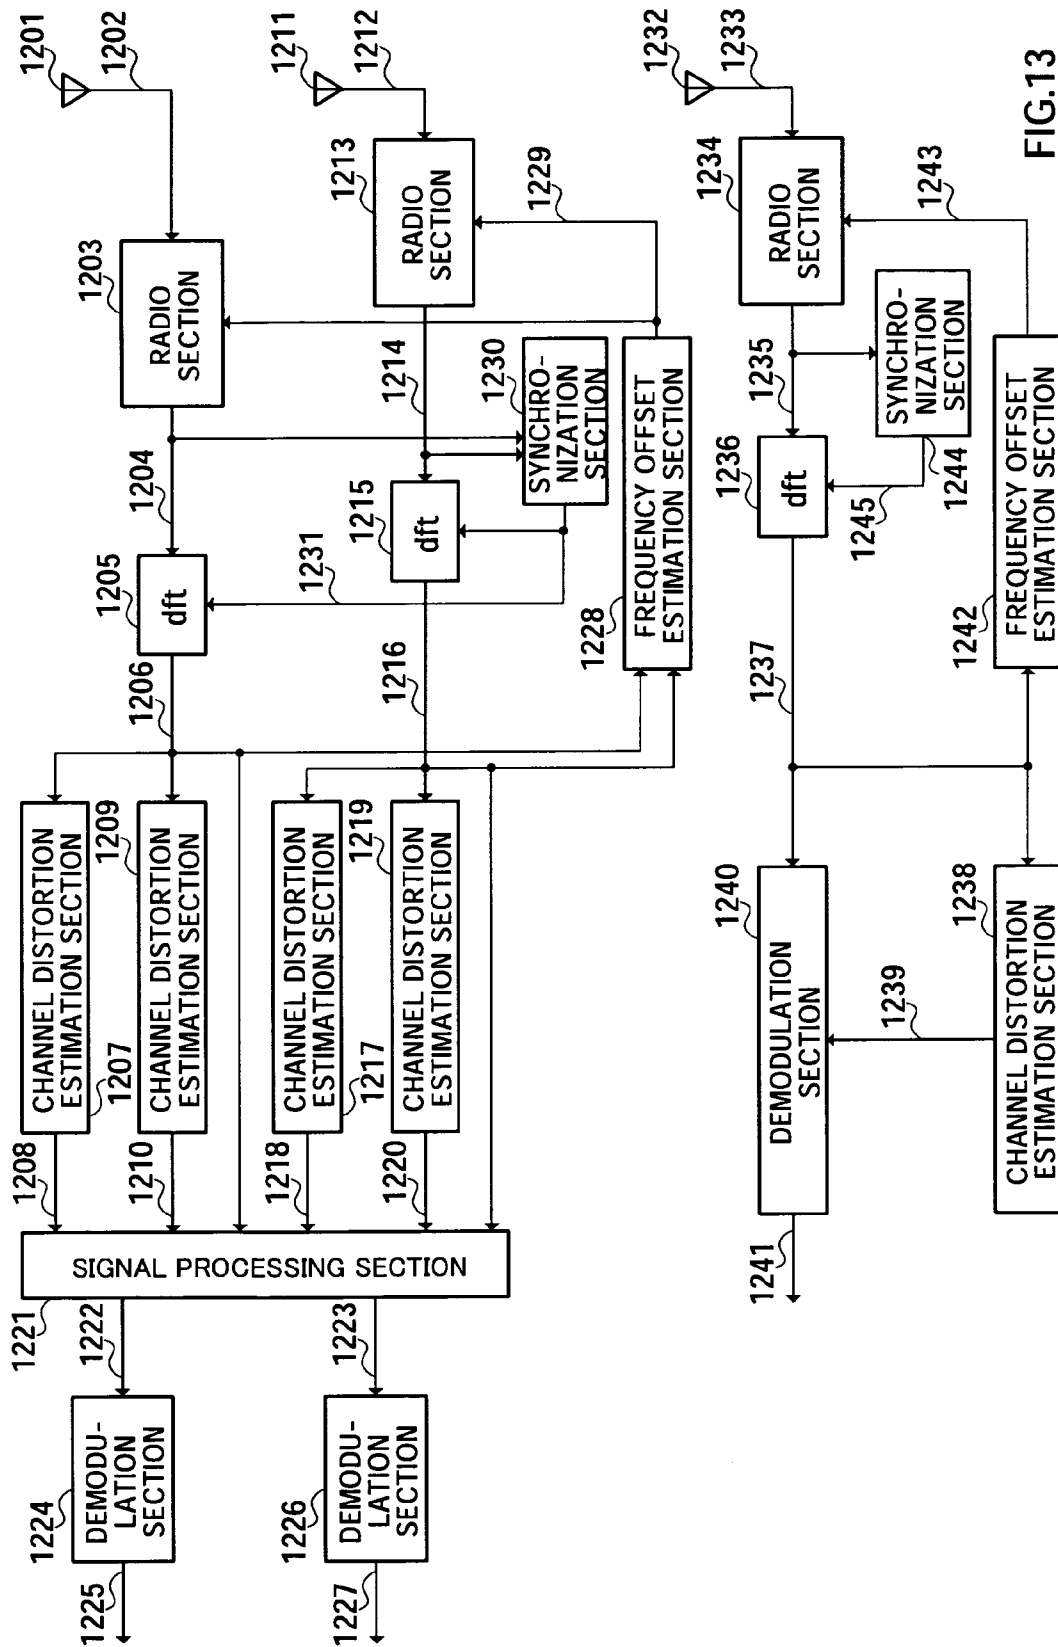 1201
1202
1203
RADIO
SECTION
1204
1205
dft
1206
CHANNEL DISTORTION
ESTIMATION SECTION
1207
1208
1209
CHANNEL DISTORTION
ESTIMATION SECTION
1210
1211
1212
1213
RADIO
SECTION
1214
1215
dft
1216
CHANNEL DISTORTION
ESTIMATION SECTION
1217
1218
1219
CHANNEL DISTORTION
ESTIMATION SECTION
1220
SIGNAL PROCESSING SECTION
1221
1222
1223
1224
DEMODU-
LATION
SECTION
1225
1226
DEMODU-
LATION
SECTION
1227
1228
FREQUENCY OFFSET
ESTIMATION SECTION
1229
1230
SYNCHRO-
NIZATION
SECTION
1231
1232
1233
1234
RADIO
SECTION
1235
1236
dft
1237
1238
CHANNEL DISTORTION
ESTIMATION SECTION
1239
1240
DEMODULATION
SECTION
1241
1242
FREQUENCY OFFSET
ESTIMATION SECTION
1243
SYNCHRO-
NIZATION
SECTION
1244
1245
FIG.13